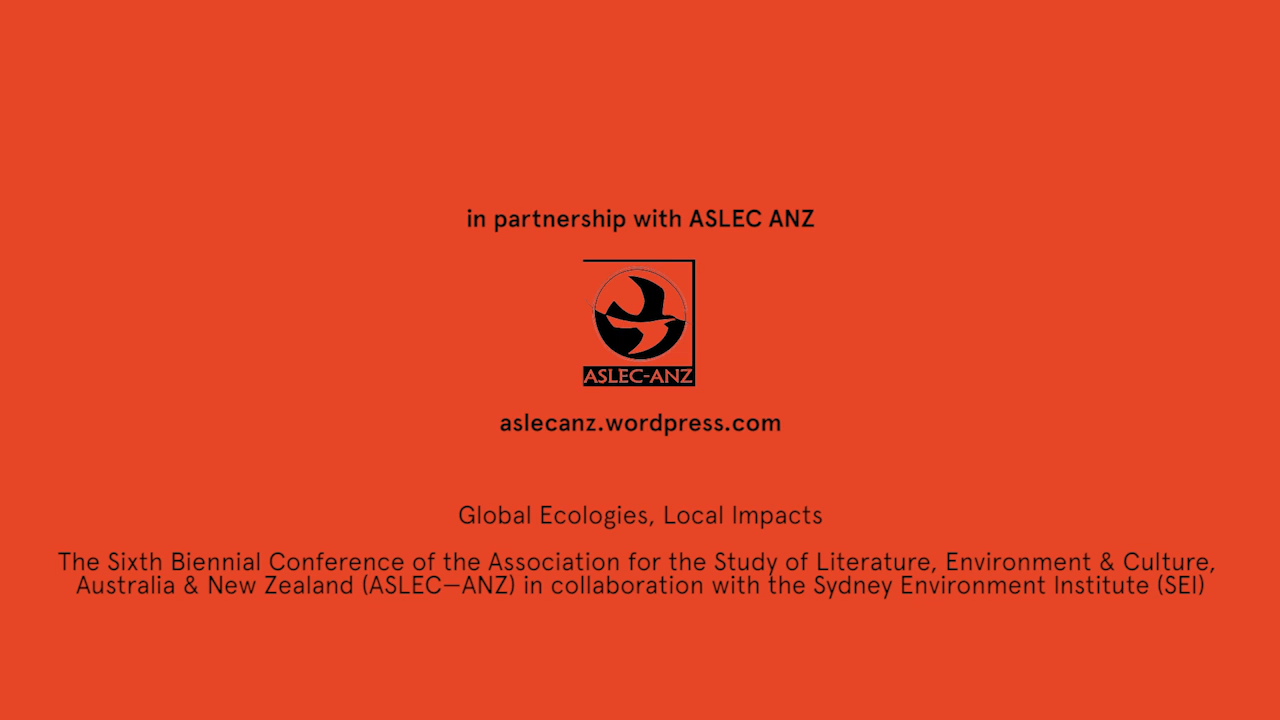 in partnership with ASLEC ANZ
ASLEC-ANZ
aslecanz.wordpress.com
Global Ecologies, Local Impacts
The Sixth Biennial Conference of the Association for the Study of Literature, Environment & Culture,
Australia & New Zealand (ASLEC—ANZ) in collaboration with the Sydney Environment Institute (SEI)